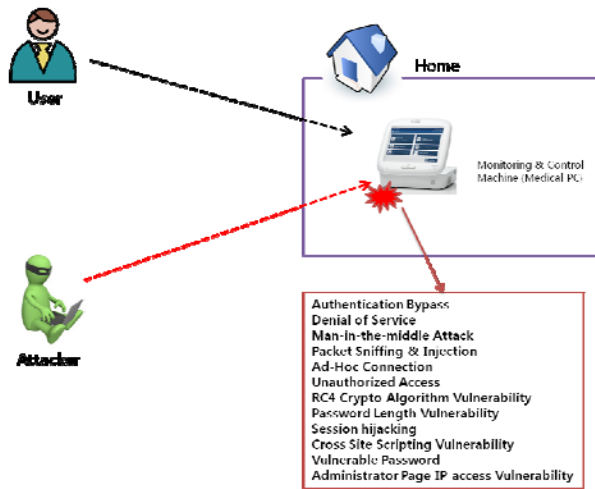 Home
User
Monitoring & Control
Machine (Medical PC)
Attacker
Authentication Bypass
Denial of Service
Man-in-the-middle Attack
Packet Sniffing & Injection
Ad-Hoc Connection
Unauthorized Access
RC4 Crypto Algorithm Vulnerability
Password Length Vulnerability
Session hijacking
Cross Site Scripting Vulnerability
Vulnerable Password
Administrator Page IP access Vulnerability